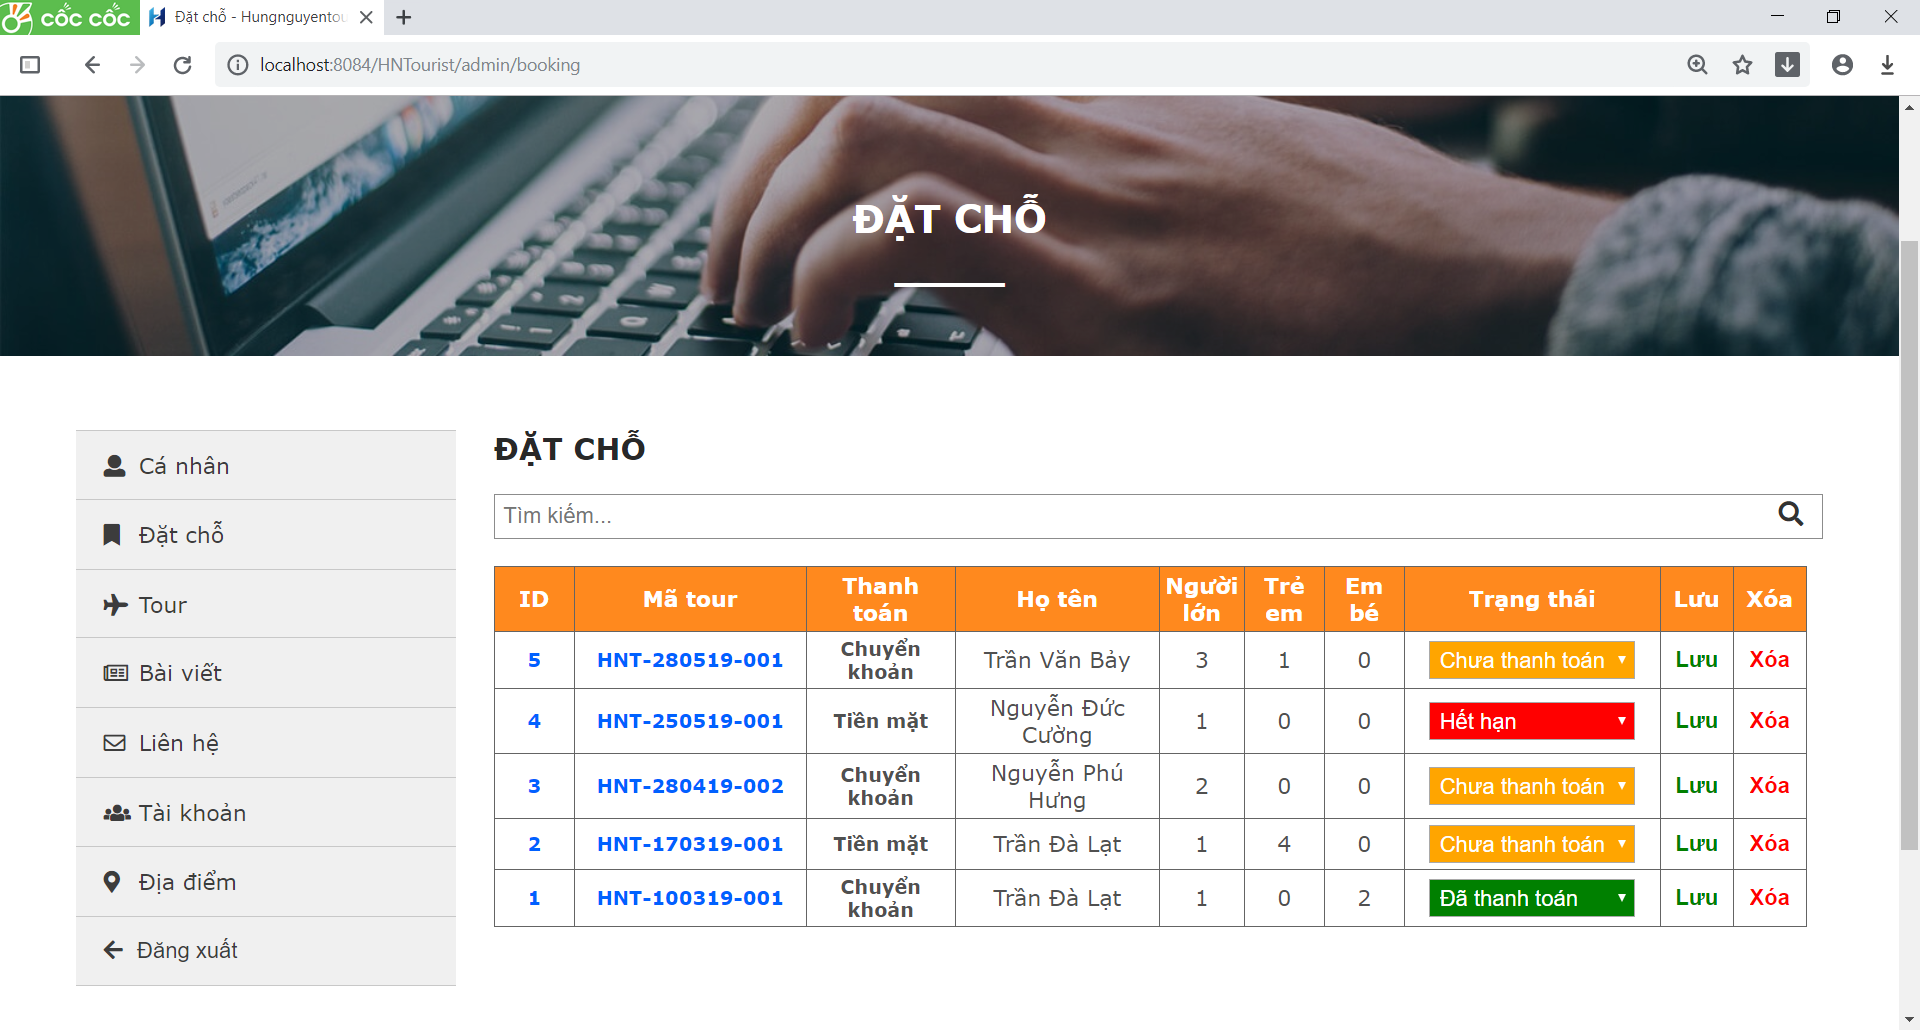 cốc cốc
Đặt chỗ - Hungnguyentou
localhost:8084/HNTourist/admin/booking
ĐẶT CHỖ
Cá nhân
Đặt chỗ
Tour
Bài viết
Liên hệ
Tài khoản
Địa điểm
Đăng xuất
ĐẶT CHỖ
Tìm kiếm...
ID Mã tour Thanh toán Họ tên Người lớn Trẻ em Em bé Trạng thái Lưu Xóa
5 HNT-280519-001 Chuyển khoản Trần Văn Bảy 3 1 0 Chưa thanh toán Lưu Xóa
4 HNT-250519-001 Tiền mặt Nguyễn Đức Cường 1 0 0 Hết hạn Lưu Xóa
3 HNT-280419-002 Chuyển khoản Nguyễn Phú Hưng 2 0 0 Chưa thanh toán Lưu Xóa
2 HNT-170319-001 Tiền mặt Trần Đà Lạt 1 4 0 Chưa thanh toán Lưu Xóa
1 HNT-100319-001 Chuyển khoản Trần Đà Lạt 1 0 2 Đã thanh toán Lưu Xóa